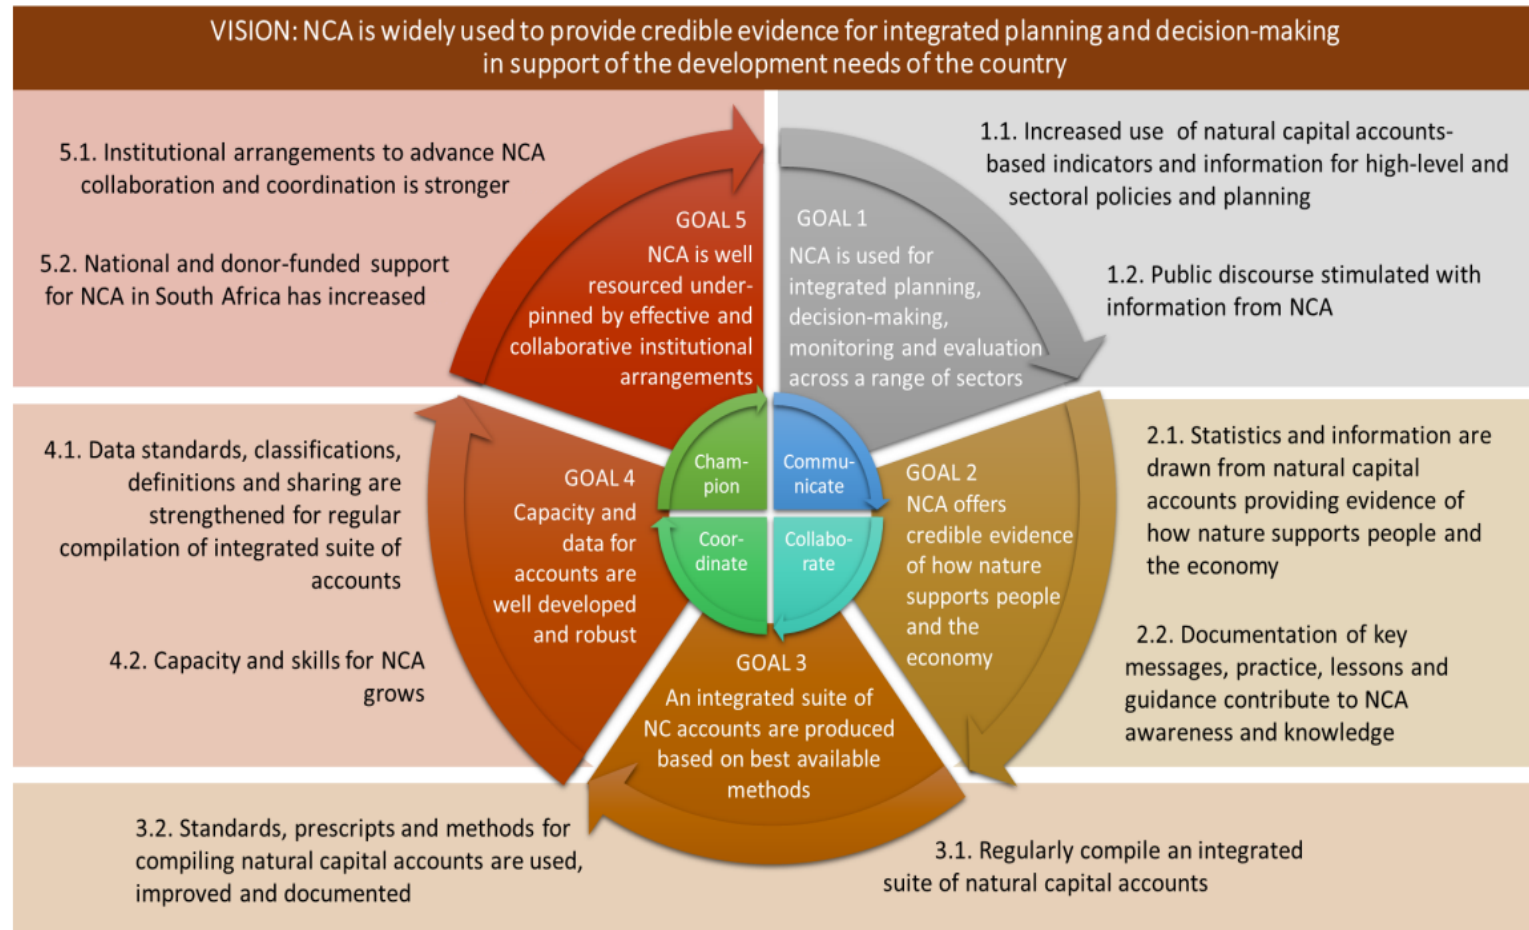 VISION: NCA is widely used to provide credible evidence for integrated planning and decision-making
in support of the development needs of the country
5.1. Institutional arrangements to advance NCA
collaboration and coordination is stronger
5.2. National and donor-funded support
for NCA in South Africa has increased
GOAL 5
NCA is well
resourced under-
pinned by effective and
collaborative institutional
arrangements
GOAL 1
NCA is used for
integrated planning,
decision-making,
monitoring and evaluation
across a range of sectors
1.1. Increased use of natural capital accounts-
based indicators and information for high-level and
sectoral policies and planning
1.2. Public discourse stimulated with
information from NCA
4.1. Data standards, classifications,
definitions and sharing are
strengthened for regular
compilation of integrated suite of
accounts
4.2. Capacity and skills for NCA
grows
GOAL 4
Capacity and
data for
accounts are
well developed
and robust
Cham-
pion
Commu-
nicate
Coor-
dinate
Collabo-
rate
GOAL 2
NCA offers
credible evidence
of how nature
supports people
and the
economy
2.1. Statistics and information are
drawn from natural capital
accounts providing evidence of
how nature supports people and
the economy
2.2. Documentation of key
messages, practice, lessons and
guidance contribute to NCA
awareness and knowledge
GOAL 3
An integrated suite of
NC accounts are produced
based on best available
methods
3.2. Standards, prescripts and methods for
compiling natural capital accounts are used,
improved and documented
3.1. Regularly compile an integrated
suite of natural capital accounts